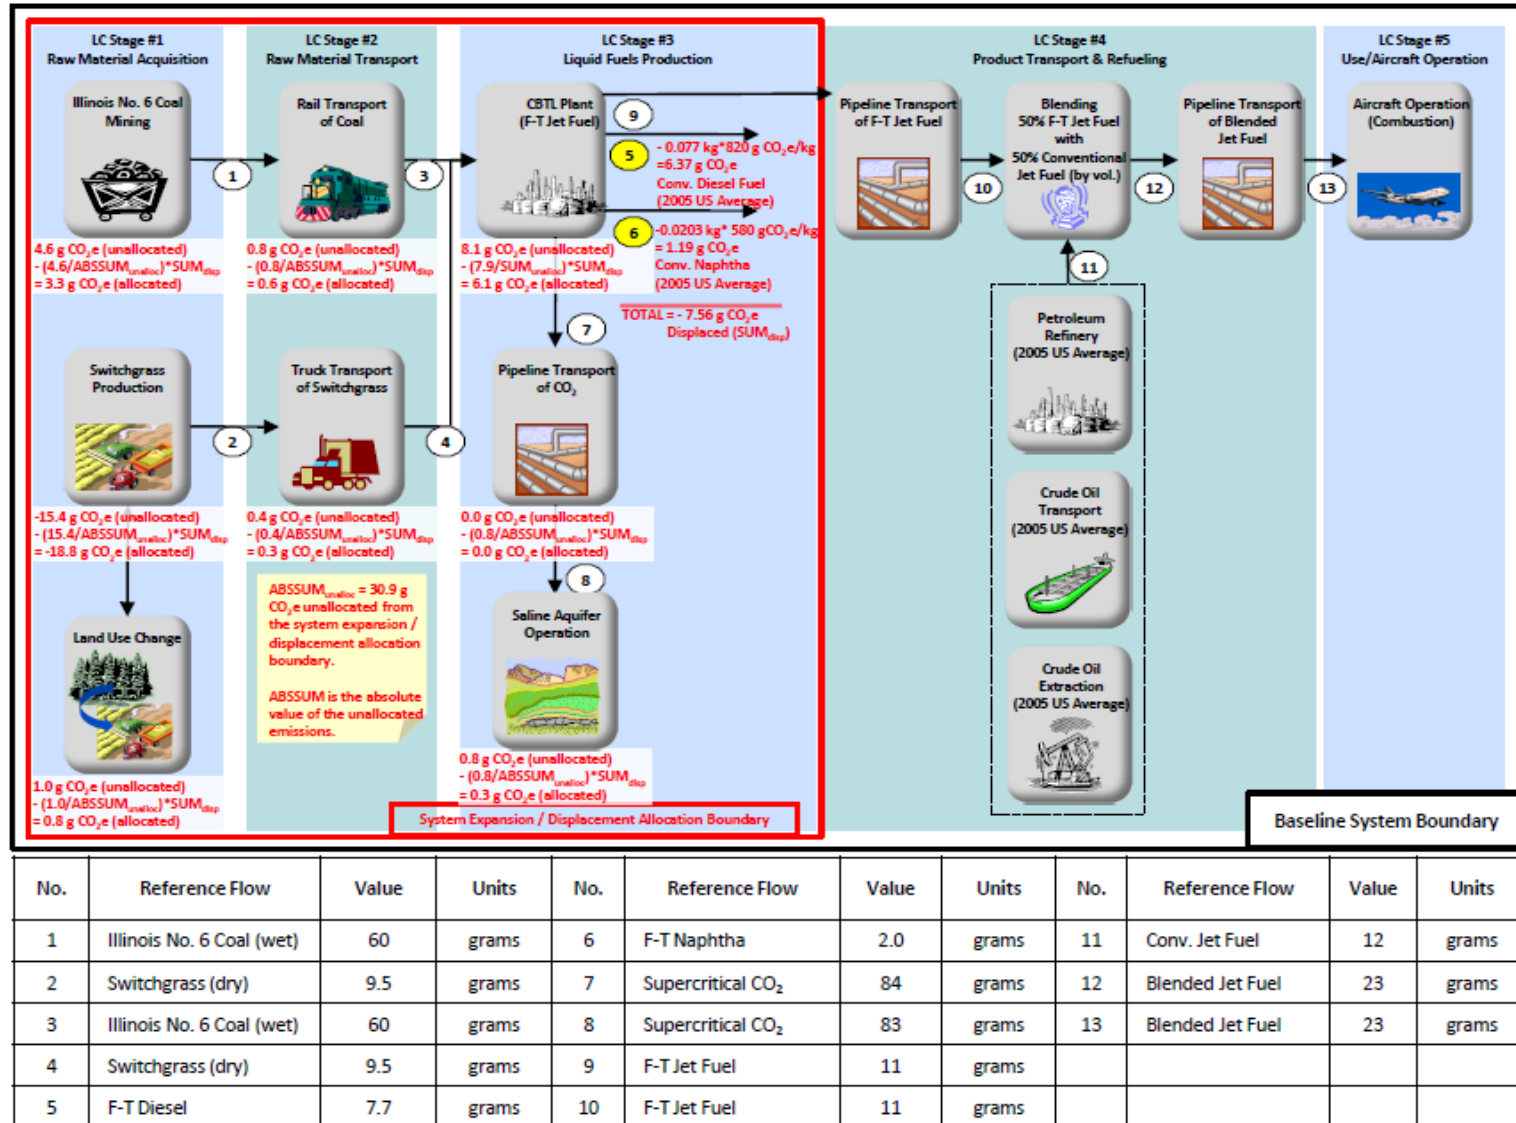 LC Stage #1
Raw Material Acquisition
LC Stage #2
Raw Material Transport
LC Stage #3
Liquid Fuels Production
LC Stage #4
Product Transport & Refueling
LC Stage #5
Use/Aircraft Operation
Illinois No. 6 Coal
Mining
1
Rail Transport
of Coal
3
CBTL Plant
(F-T Jet Fuel)
9
5
- 0.077 kg*820 g CO₂e/kg
=6.37 g CO₂e
Conv. Diesel Fuel
(2005 US Average)
6
-0.0203 kg* 580 gCO₂e/kg
= 1.19 g CO₂e
Conv. Naphtha
(2005 US Average)
TOTAL = - 7.56 g CO₂e
Displaced (SUMdisp)
Pipeline Transport
of F-T Jet Fuel
10
Blending
50% F-T Jet Fuel
with
50% Conventional
Jet Fuel (by vol.)
12
Pipeline Transport
of Blended
Jet Fuel
13
Aircraft Operation
(Combustion)
4.6 g CO₂e (unallocated)
- (4.6/ABSSUMunalloc)*SUMdisp
= 3.3 g CO₂e (allocated)
0.8 g CO₂e (unallocated)
- (0.8/ABSSUMunalloc)*SUMdisp
= 0.6 g CO₂e (allocated)
8.1 g CO₂e (unallocated)
- (7.9/SUMunalloc)*SUMdisp
= 6.1 g CO₂e (allocated)
7
11
Switchgrass
Production
2
Truck Transport
of Switchgrass
4
Pipeline Transport
of CO₂
Petroleum
Refinery
(2005 US Average)
-15.4 g CO₂e (unallocated)
- (15.4/ABSSUMunalloc)*SUMdisp
= -18.8 g CO₂e (allocated)
0.4 g CO₂e (unallocated)
- (0.4/ABSSUMunalloc)*SUMdisp
= 0.3 g CO₂e (allocated)
0.0 g CO₂e (unallocated)
- (0.8/ABSSUMunalloc)*SUMdisp
= 0.0 g CO₂e (allocated)
8
Crude Oil
Transport
(2005 US Average)
ABSSUMunalloc = 30.9 g
CO₂e unallocated from
the system expansion /
displacement allocation
boundary.
ABSSUM is the absolute
value of the unallocated
emissions.
Land Use Change
Saline Aquifer
Operation
Crude Oil
Extraction
(2005 US Average)
1.0 g CO₂e (unallocated)
- (1.0/ABSSUMunalloc)*SUMdisp
= 0.8 g CO₂e (allocated)
0.8 g CO₂e (unallocated)
- (0.8/ABSSUMunalloc)*SUMdisp
= 0.3 g CO₂e (allocated)
System Expansion / Displacement Allocation Boundary
Baseline System Boundary
No. Reference Flow Value Units No. Reference Flow Value Units No. Reference Flow Value Units
1 Illinois No. 6 Coal (wet) 60 grams 6 F-T Naphtha 2.0 grams 11 Conv. Jet Fuel 12 grams
2 Switchgrass (dry) 9.5 grams 7 Supercritical CO₂ 84 grams 12 Blended Jet Fuel 23 grams
3 Illinois No. 6 Coal (wet) 60 grams 8 Supercritical CO₂ 83 grams 13 Blended Jet Fuel 23 grams
4 Switchgrass (dry) 9.5 grams 9 F-T Jet Fuel 11 grams
5 F-T Diesel 7.7 grams 10 F-T Jet Fuel 11 grams